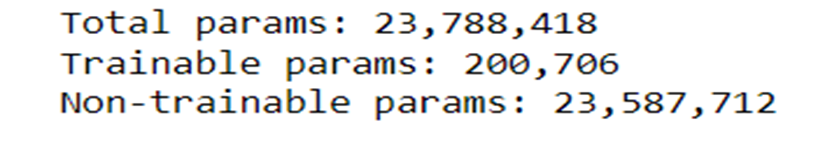 Total params: 23,788,418
Trainable params: 200,706
Non-trainable params: 23,587,712